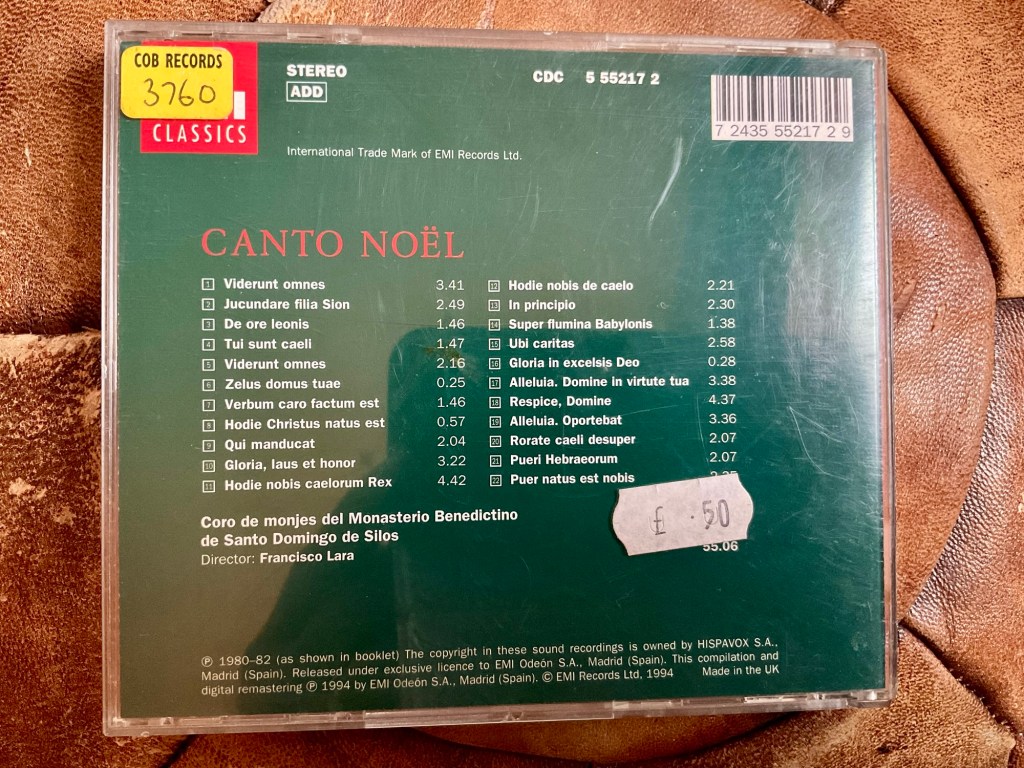 COB RECORDS
3760
CLASSICS
STEREO
ADD
CDC 5 55217 2
7 24355 55217 2 9
International Trade Mark of EMI Records Ltd.
CANTO NOËL
1 Viderunt omnes 3.41
2 Jucundare filia Sion 2.49
3 De ore leonis 1.46
4 Tui sunt caeli 1.47
5 Viderunt omnes 2.16
6 Zelus domus tuae 0.25
7 Verbum caro factum est 1.46
8 Hodie Christus natus est 0.57
9 Qui manducat 2.04
10 Gloria, laus et honor 3.22
11 Hodie nobis caelorum Rex 4.42
12 Hodie nobis de caelo 2.21
13 In principio 2.30
14 Super flumina Babylonis 1.38
15 Ubi caritas 2.58
16 Gloria in excelsis Deo 0.28
17 Alleluia. Domine in virtute tua 3.38
18 Respice, Domine 4.37
19 Alleluia. Oportebat 3.36
20 Rorate caeli desuper 2.07
21 Pueri Hebraeorum 2.07
22 Puer natus est nobis
£ .50
55.06
Coro de monjes del Monasterio Benedictino
de Santo Domingo de Silos
Director: Francisco Lara
℗ 1980–82 (as shown in booklet) The copyright in these sound recordings is owned by HISPAVOX S.A.,
Madrid (Spain). Released under exclusive licence to EMI Odeón S.A., Madrid (Spain). This compilation and
digital remastering ℗ 1994 by EMI Odeón S.A., Madrid (Spain). © EMI Records Ltd, 1994 Made in the UK